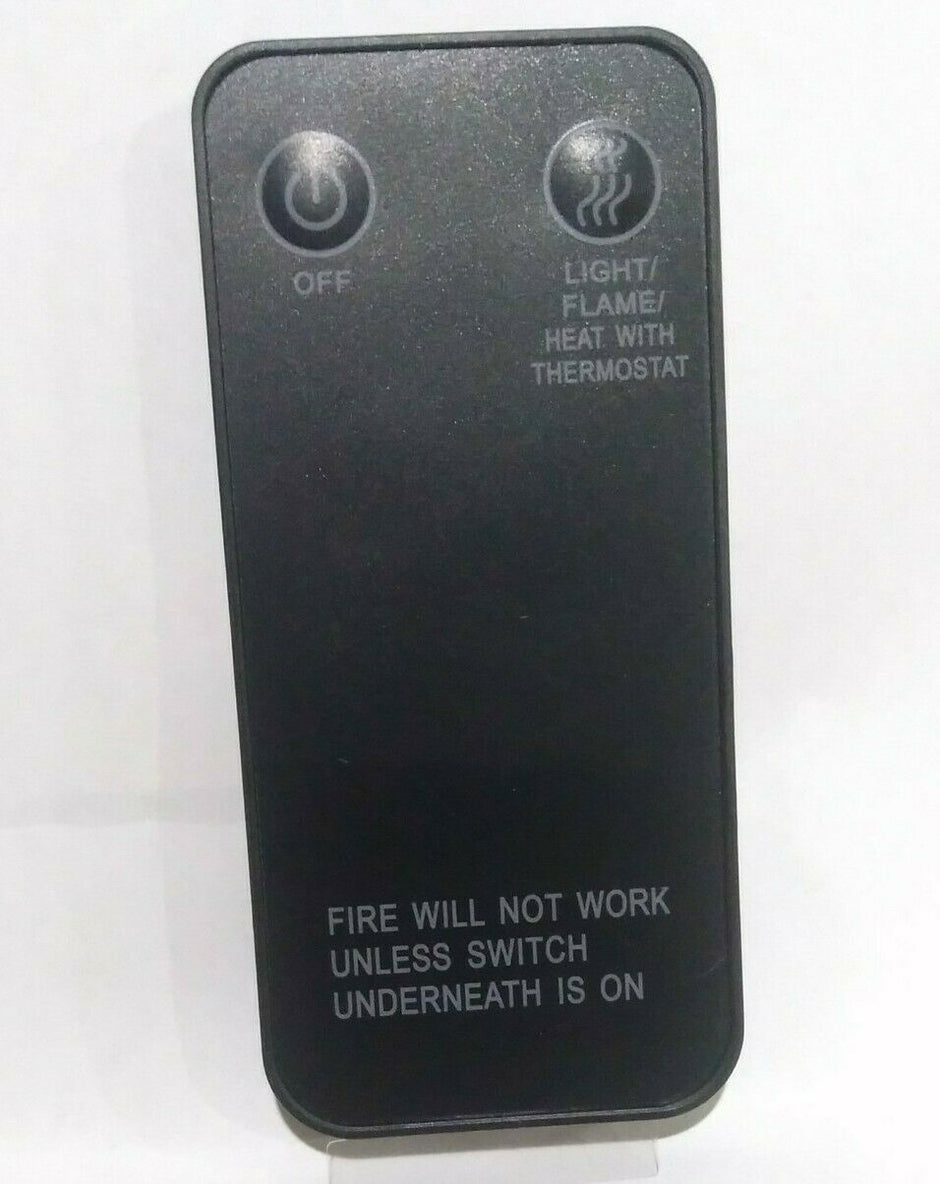 OFF
LIGHT/
FLAME/
HEAT WITH
THERMOSTAT
FIRE WILL NOT WORK
UNLESS SWITCH
UNDERNEATH IS ON